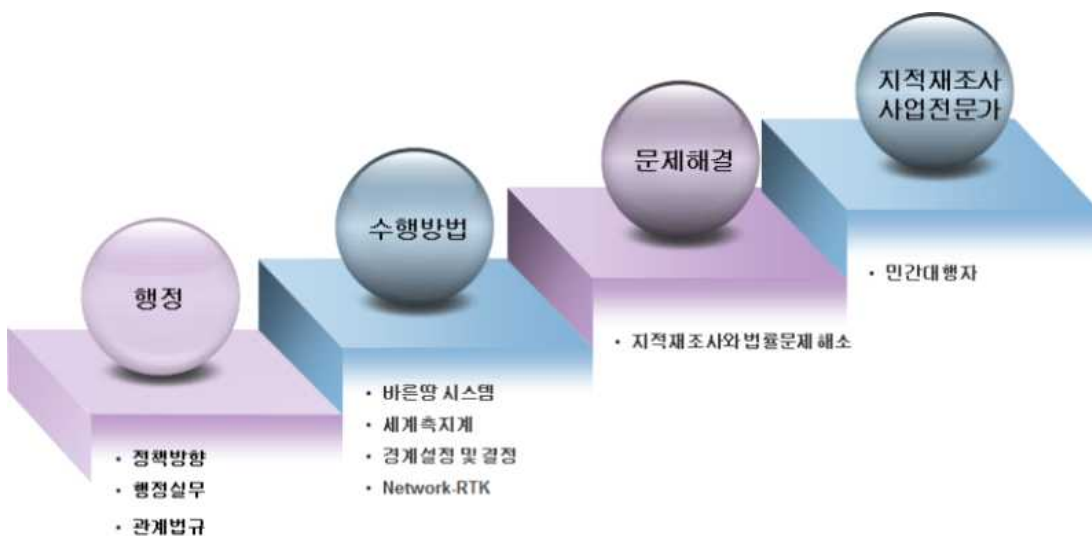 행정
• 정책방향
• 행정실무
• 관계법규
수행방법
• 바른땅 시스템
• 세계측지계
• 경계설정 및 결정
• Network-RTK
문제해결
• 지적재조사와 법률문제 해소
지적재조사
사업전문가
• 민간대행자